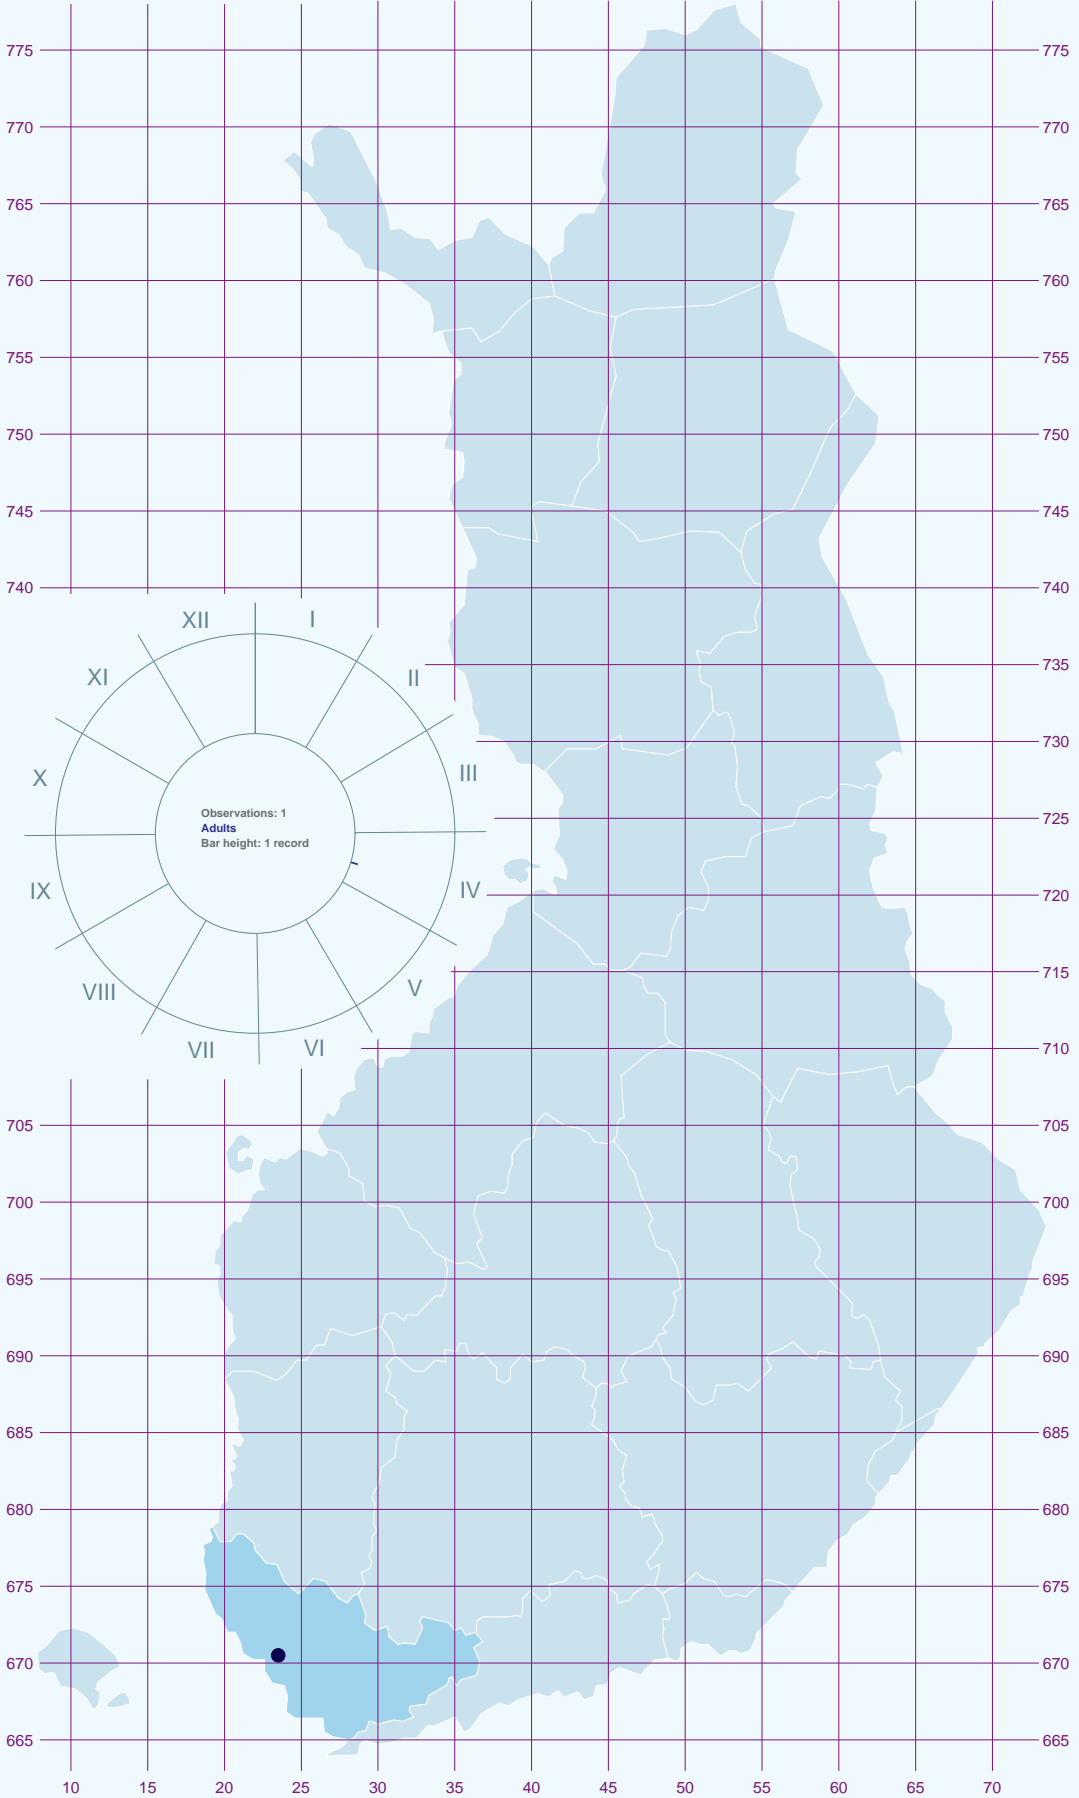 775 775
770 770
765 765
760 760
755 755
750 750
745 745
740 740
XII I
735
XI II
730
X III
Observations: 1
Adults
Bar height: 1 record
725
IX IV
720
VIII V
715
VII VI
710
705 705
700 700
695 695
690 690
685 685
680 680
675 675
670 670
665 665
10 15 20 25 30 35 40 45 50 55 60 65 70